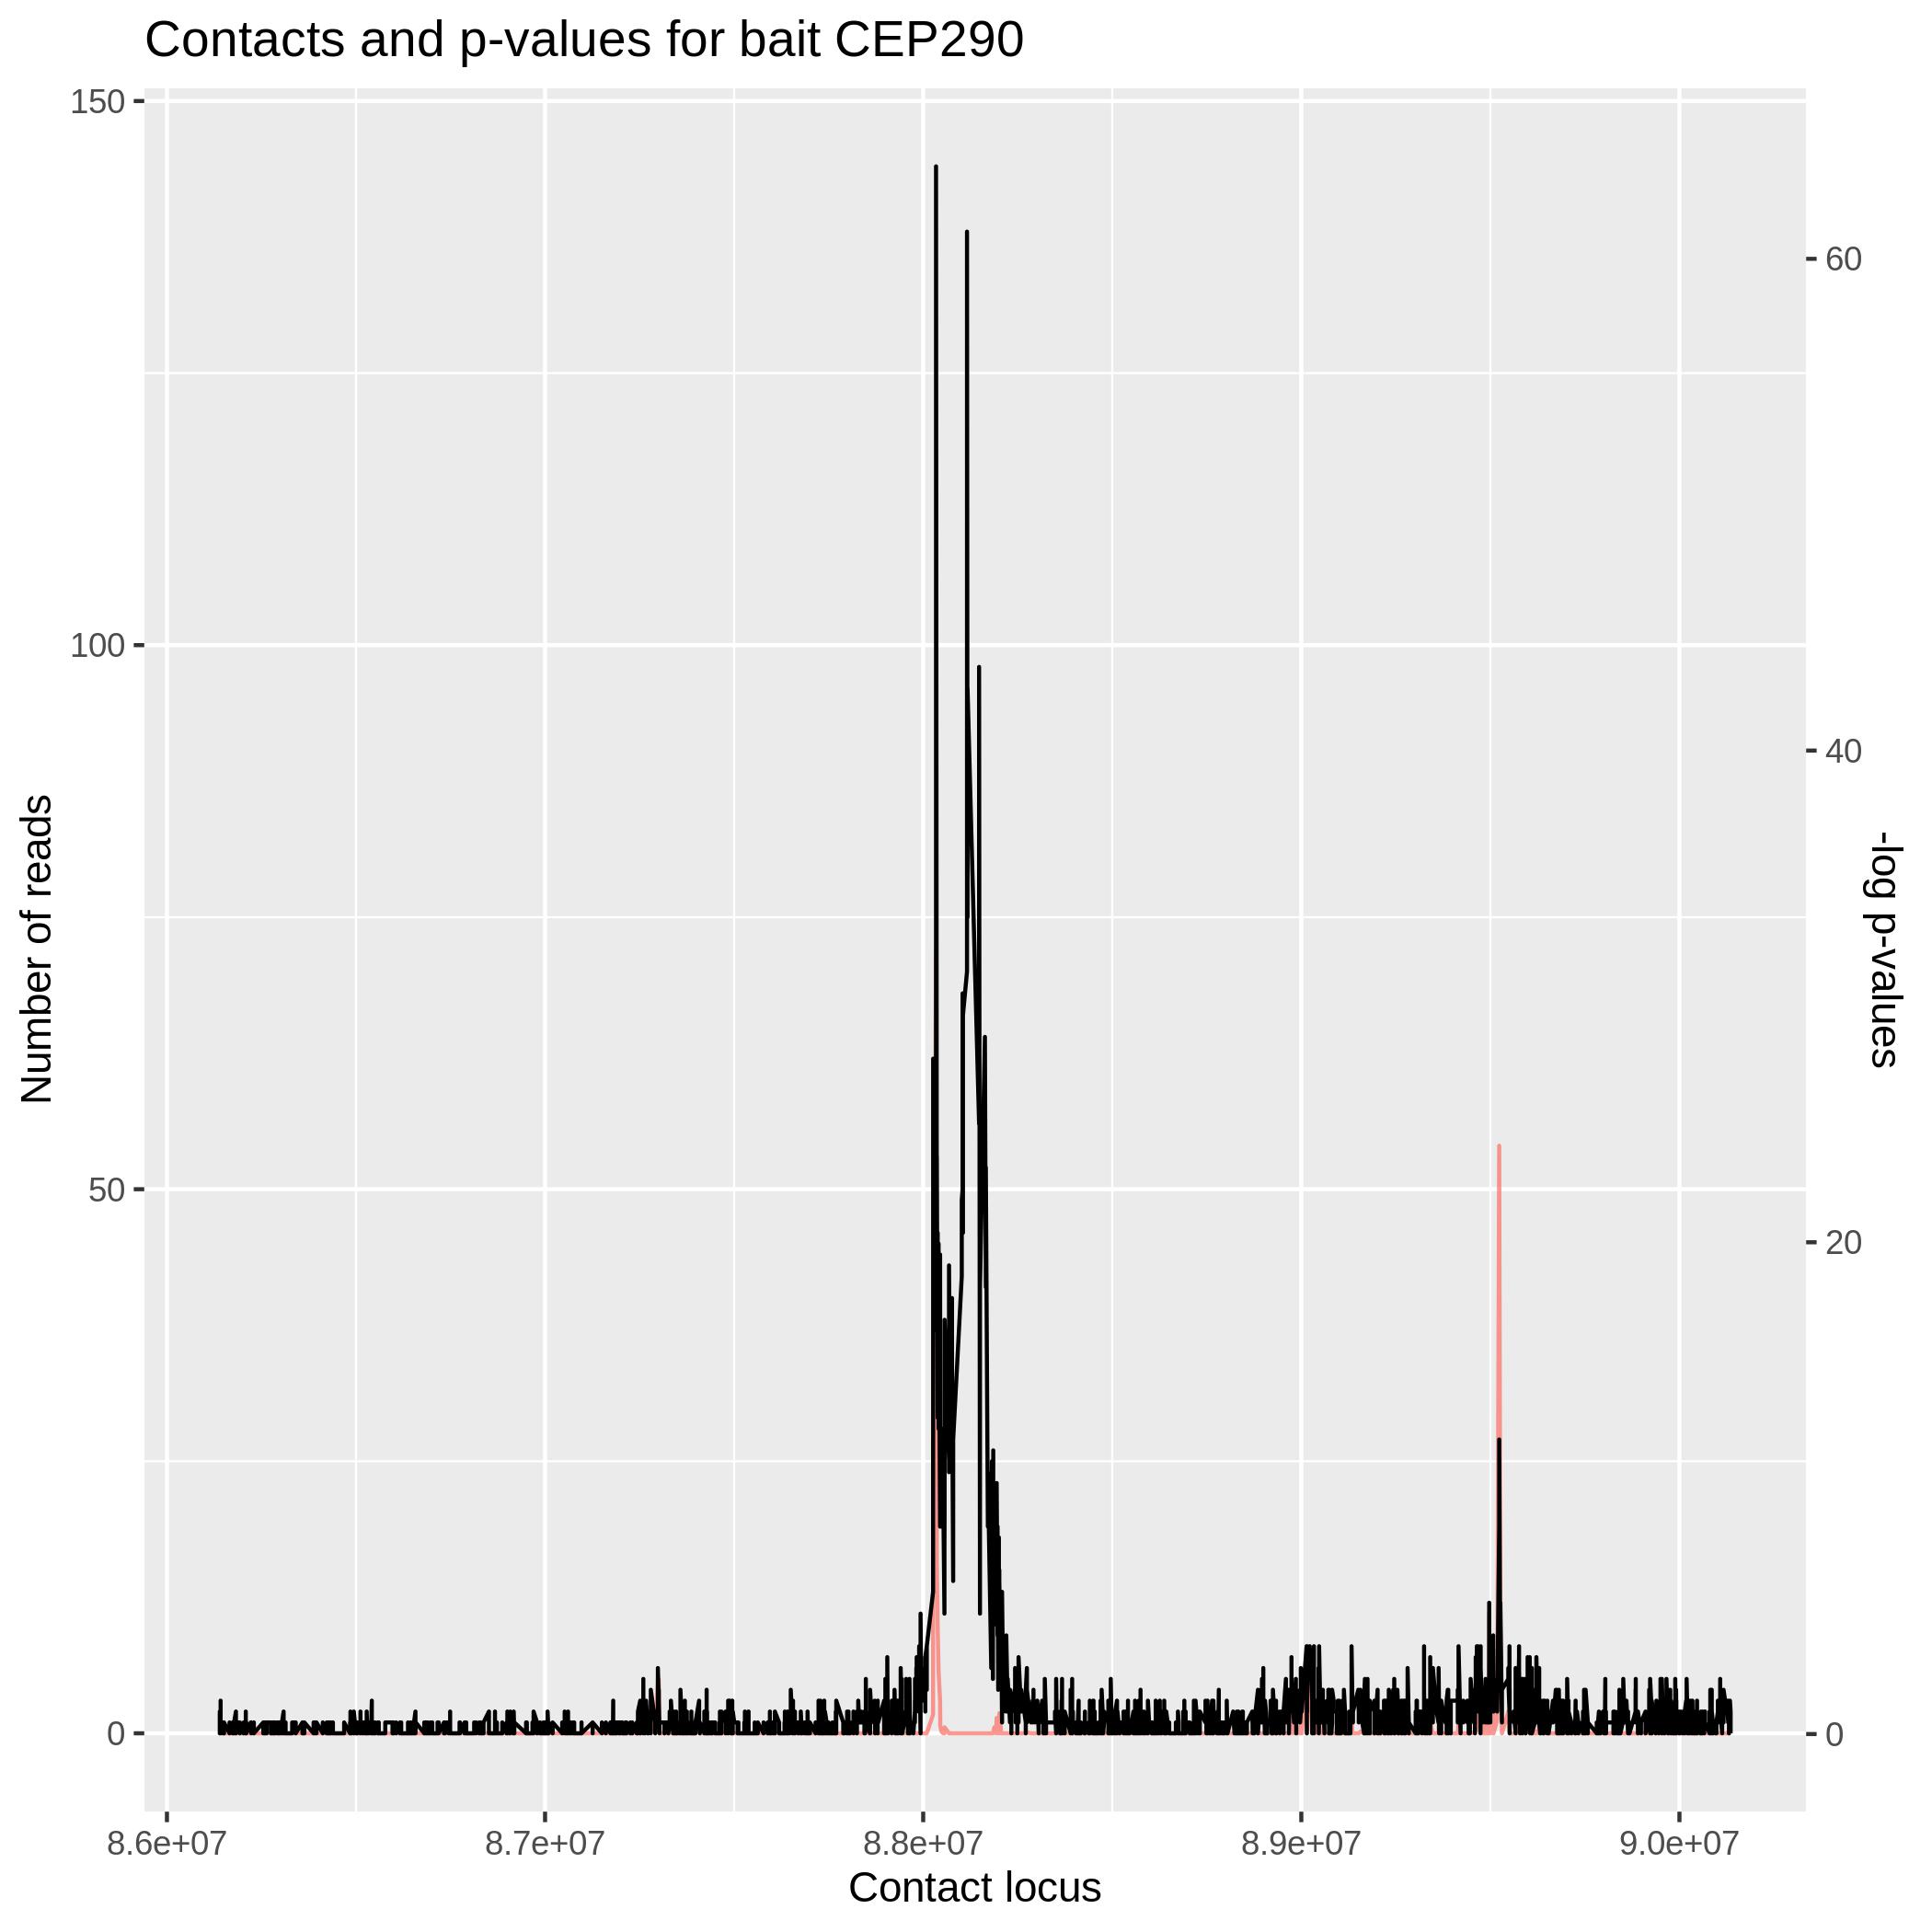 Contacts and p-values for bait CEP290
150
100
50
0
Number of reads
60
40
20
0
-log p-values
8.6e+07
8.7e+07
8.8e+07
8.9e+07
9.0e+07
Contact locus